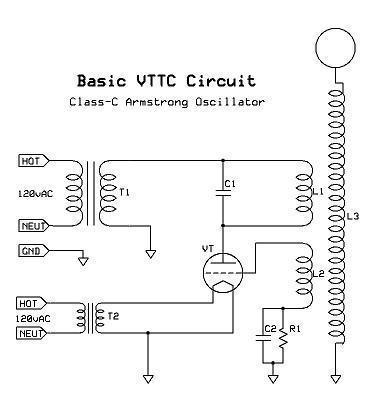 Basic VTTC Circuit
Class-C Armstrong Oscillator
HOT
120vAC
NEUT
T1
C1
L1
L3
GND
VT
L2
HOT
120vAC
NEUT
T2
C2
R1